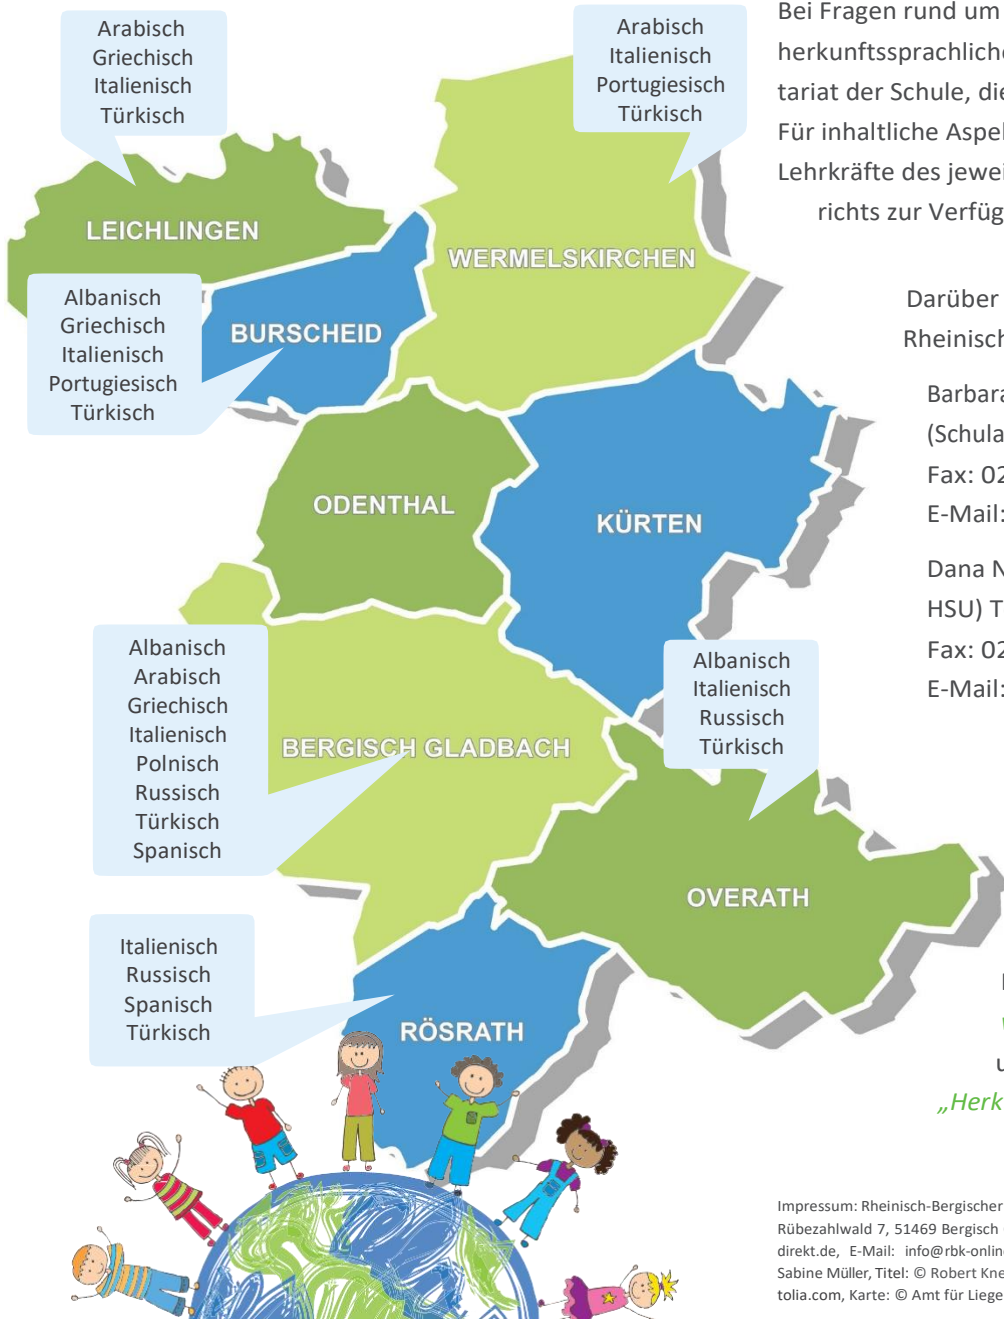 Arabisch
Griechisch
Italienisch
Türkisch
Arabisch
Italienisch
Portugiesisch
Türkisch
LEICHLINGEN
WERMELSKIRCHEN
Albanisch
Griechisch
Italienisch
Portugiesisch
Türkisch
BURSCHEID
ODENTHAL
KÜRTEN
Albanisch
Arabisch
Griechisch
Italienisch
Polnisch
Russisch
Türkisch
Spanisch
BERGISCH GLADBACH
Albanisch
Italienisch
Russisch
Türkisch
OVERATH
Italienisch
Russisch
Spanisch
Türkisch
RÖSRATH
Bei Fragen rund um
herkunftssprachliche
tariat der Schule, die
Für inhaltliche Aspe
Lehrkräfte des jewei
richts zur Verfüg
Darüber
Rheinisch
Barbara
(Schula
Fax: 02
E-Mail:
Dana N
HSU) T
Fax: 02
E-Mail:
u
„Herk
Impressum: Rheinisch-Bergischer
Rübezahlwald 7, 51469 Bergisch
direkt.de, E-Mail: info@rbk-online
Sabine Müller, Titel: © Robert Kne
tolia.com, Karte: © Amt für Liege